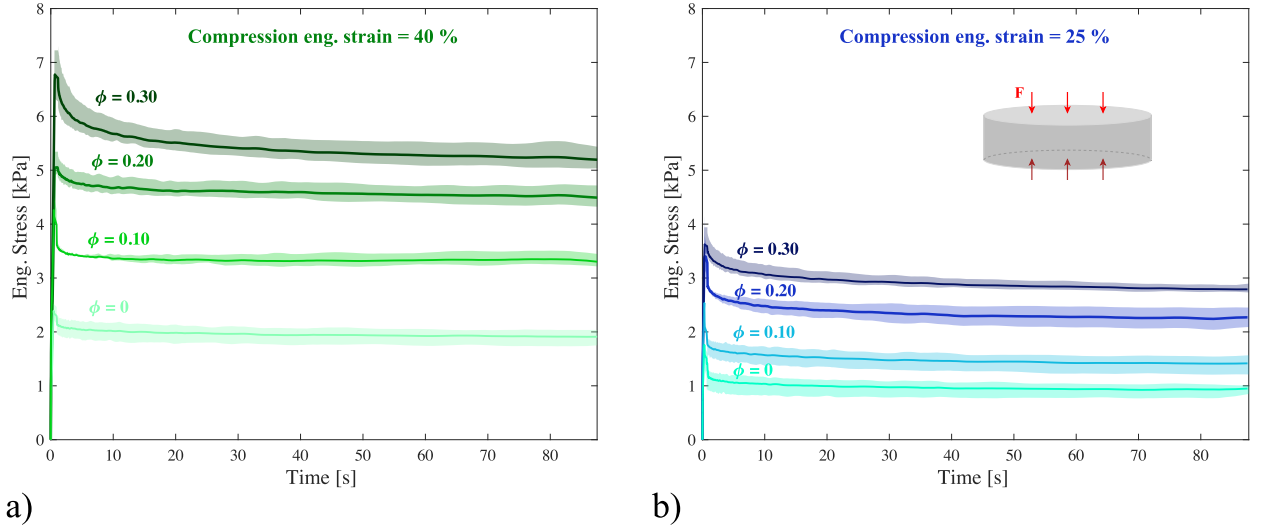 Compression eng. strain = 40 %
Eng. Stress [kPa]
8
7
6
5
4
3
2
1
0
ϕ = 0.30
ϕ = 0.20
ϕ = 0.10
ϕ = 0
0 10 20 30 40 50 60 70 80
Time [s]
a)
Compression eng. strain = 25 %
Eng. Stress [kPa]
8
7
6
5
4
3
2
1
0
F
ϕ = 0.30
ϕ = 0.20
ϕ = 0.10
ϕ = 0
0 10 20 30 40 50 60 70 80
Time [s]
b)